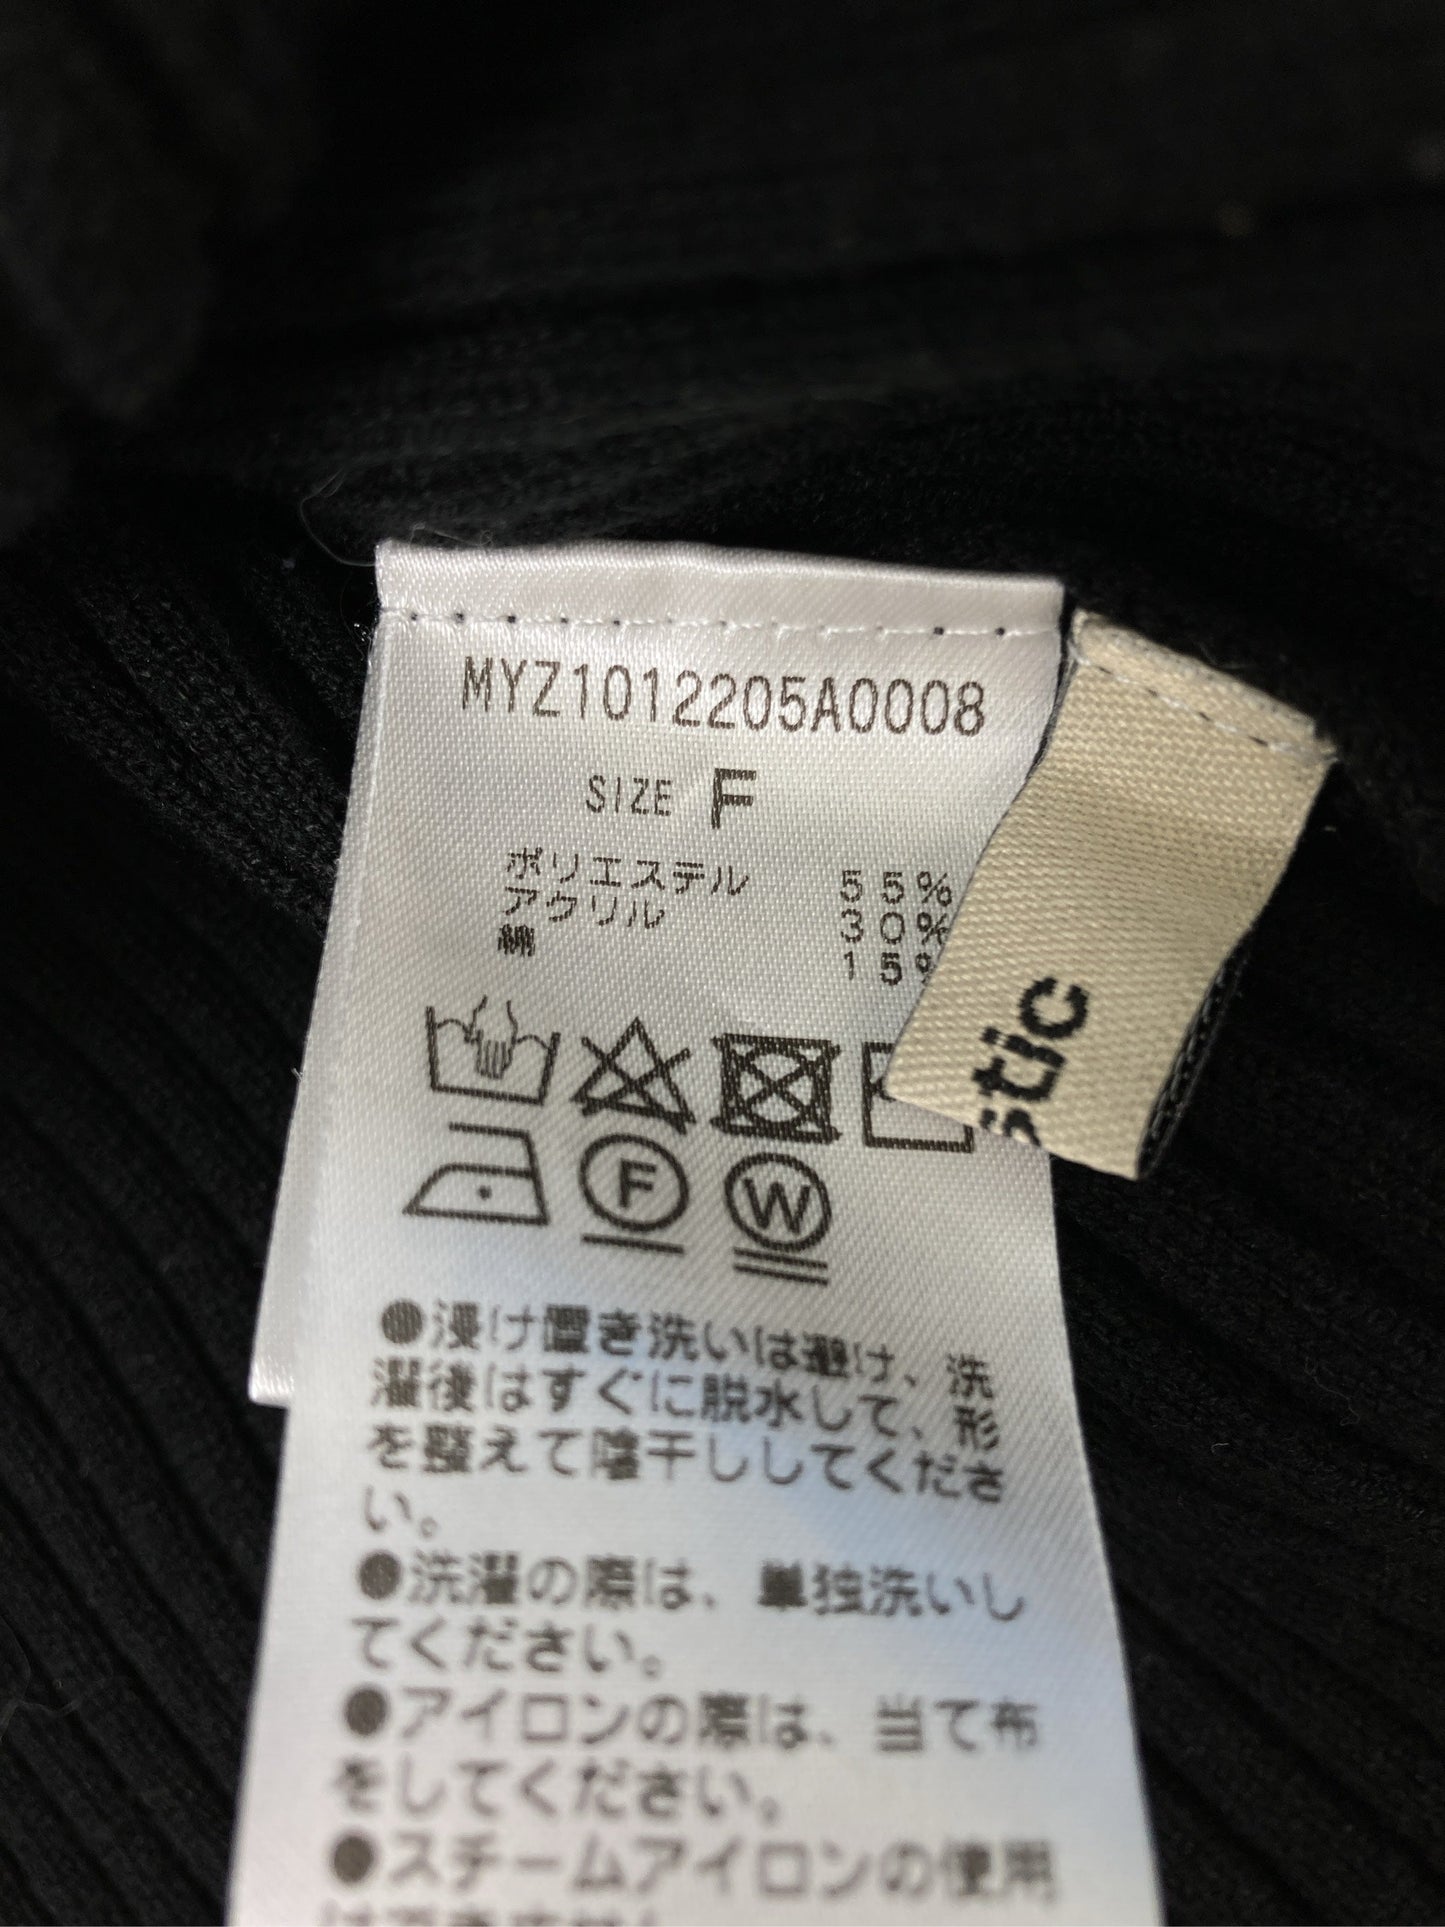 MYZ1012205A0008
SIZE F
ポリエステル 55%
アクリル 30%
綿 15%
stic
F
W
●浸け置き洗いは避け、洗
濯後はすぐに脱水して、形
を整えて陰干ししてくださ
い。
●洗濯の際は、単独洗いし
てください。
●アイロンの際は、当て布
をしてください。
●スチームアイロンの使用